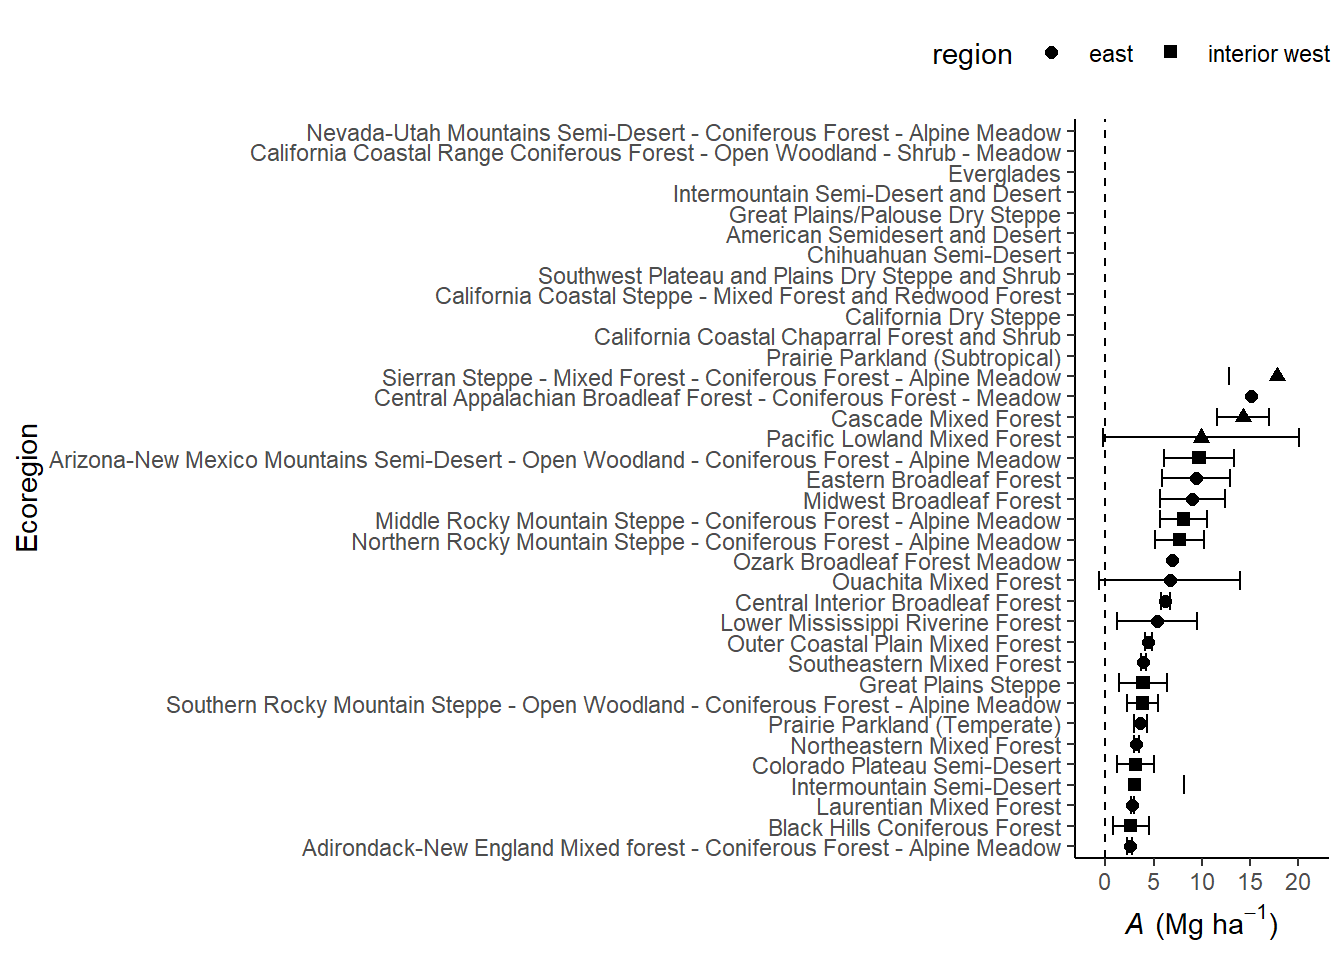 region east interior west
Nevada-Utah Mountains Semi-Desert - Coniferous Forest - Alpine Meadow
California Coastal Range Coniferous Forest - Open Woodland - Shrub - Meadow
Everglades
Intermountain Semi-Desert and Desert
Great Plains/Palouse Dry Steppe
American Semidesert and Desert
Chihuahuan Semi-Desert
Southwest Plateau and Plains Dry Steppe and Shrub
California Coastal Steppe - Mixed Forest and Redwood Forest
California Dry Steppe
California Coastal Chaparral Forest and Shrub
Prairie Parkland (Subtropical)
Sierran Steppe - Mixed Forest - Coniferous Forest - Alpine Meadow
Central Appalachian Broadleaf Forest - Coniferous Forest - Meadow
Cascade Mixed Forest
Pacific Lowland Mixed Forest
Arizona-New Mexico Mountains Semi-Desert - Open Woodland - Coniferous Forest - Alpine Meadow
Eastern Broadleaf Forest
Midwest Broadleaf Forest
Middle Rocky Mountain Steppe - Coniferous Forest - Alpine Meadow
Northern Rocky Mountain Steppe - Coniferous Forest - Alpine Meadow
Ozark Broadleaf Forest Meadow
Ouachita Mixed Forest
Central Interior Broadleaf Forest
Lower Mississippi Riverine Forest
Outer Coastal Plain Mixed Forest
Southeastern Mixed Forest
Great Plains Steppe
Southern Rocky Mountain Steppe - Open Woodland - Coniferous Forest - Alpine Meadow
Prairie Parkland (Temperate)
Northeastern Mixed Forest
Colorado Plateau Semi-Desert
Intermountain Semi-Desert
Laurentian Mixed Forest
Black Hills Coniferous Forest
Adirondack-New England Mixed forest - Coniferous Forest - Alpine Meadow
Ecoregion
0 5 10 15 20
A (Mg ha⁻¹)